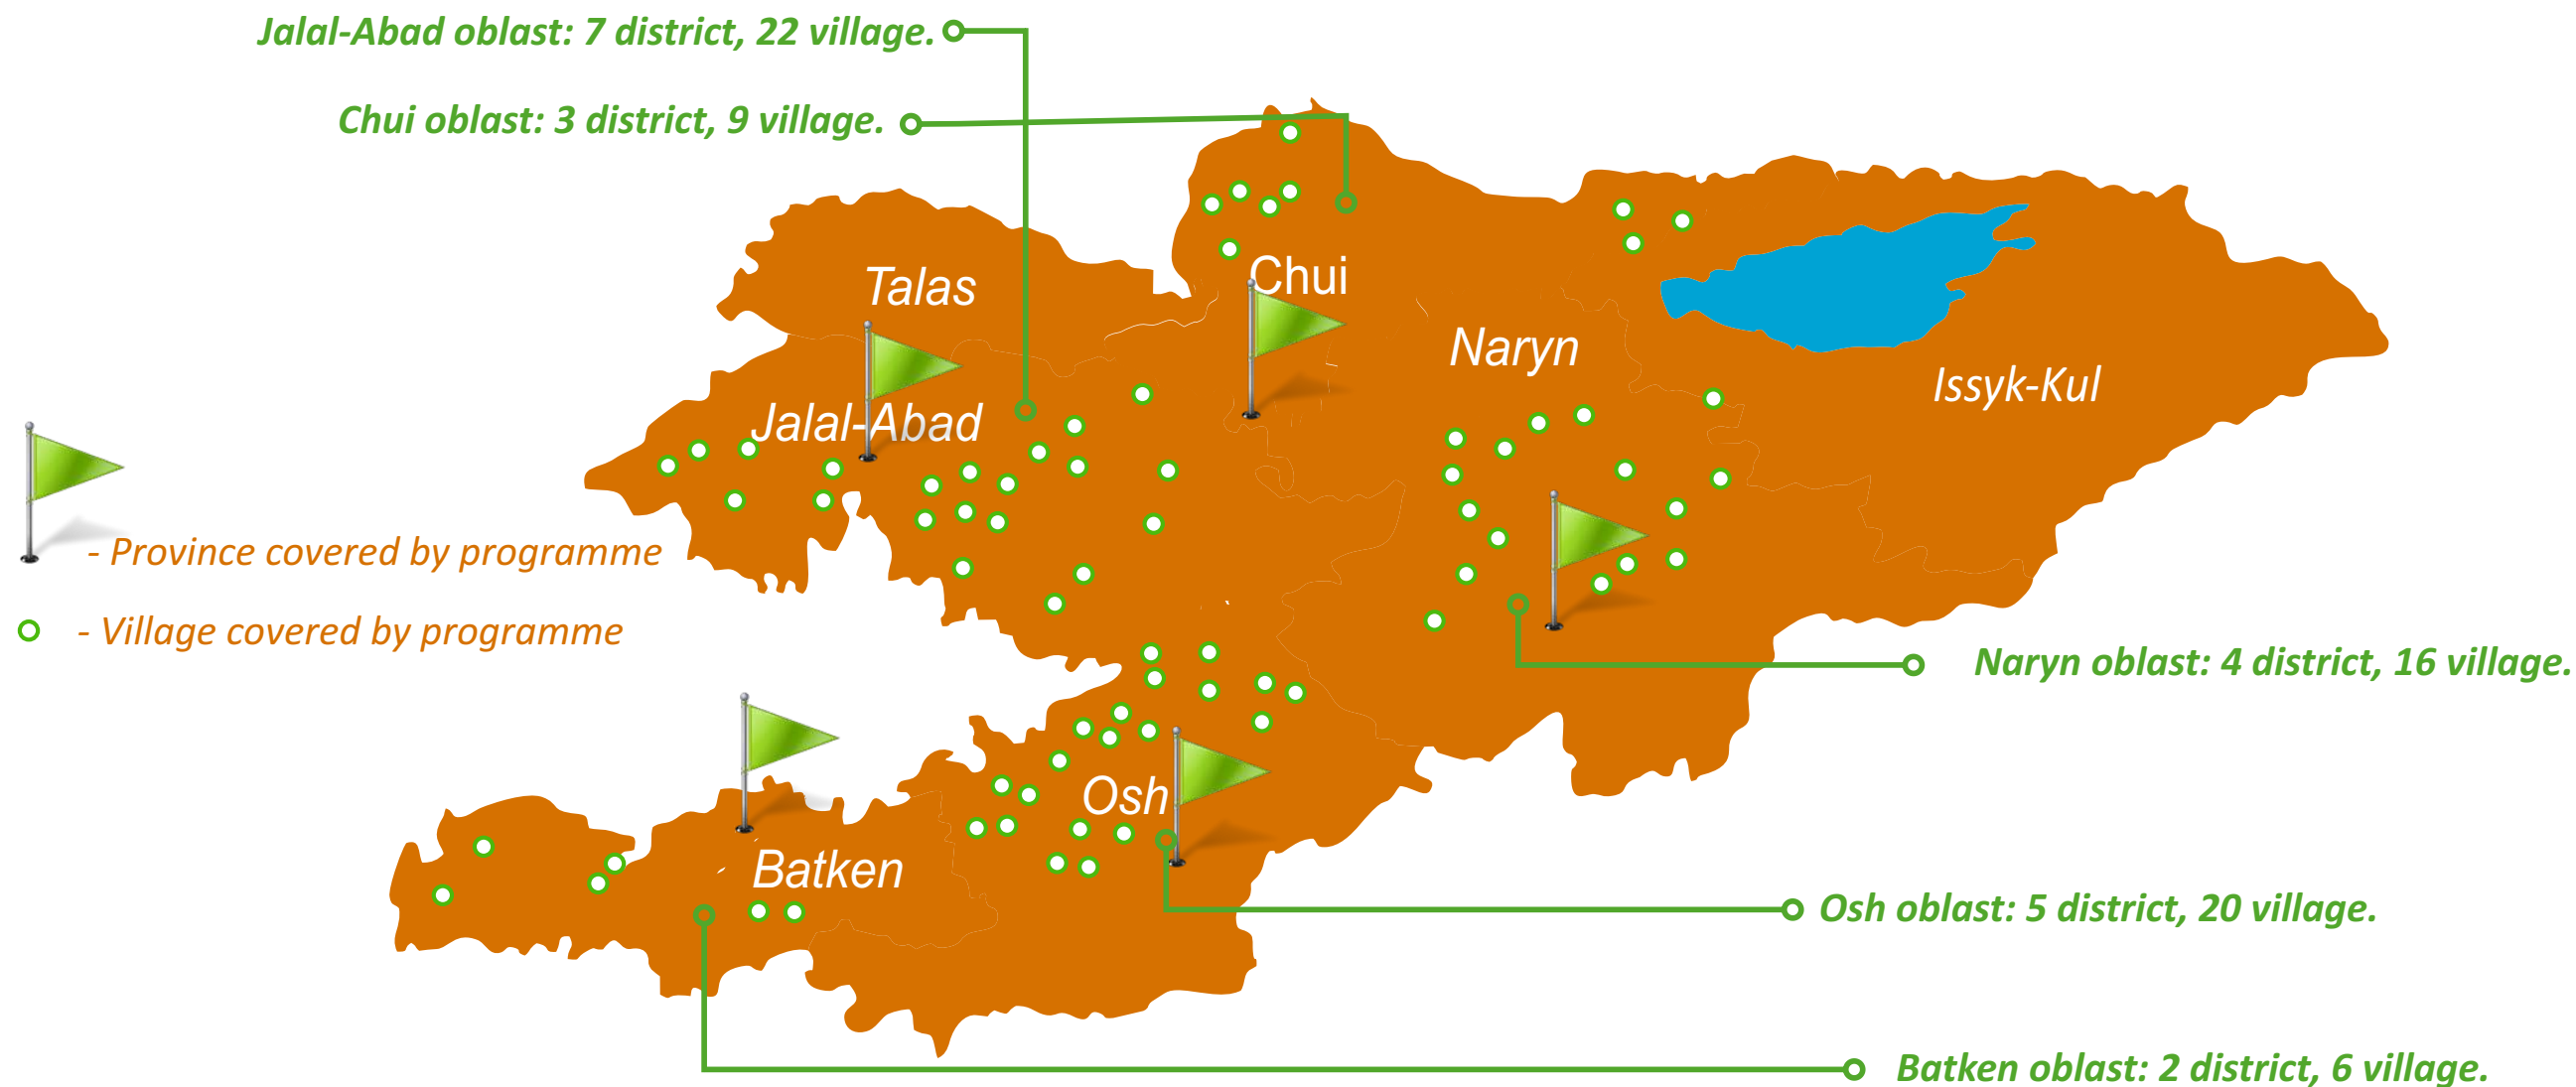 Jalal-Abad oblast: 7 district, 22 village.
Chui oblast: 3 district, 9 village.
Talas
Chui
Naryn
Issyk-Kul
Jalal-Abad
- Province covered by programme
- Village covered by programme
Naryn oblast: 4 district, 16 village.
Osh
Batken
Osh oblast: 5 district, 20 village.
Batken oblast: 2 district, 6 village.